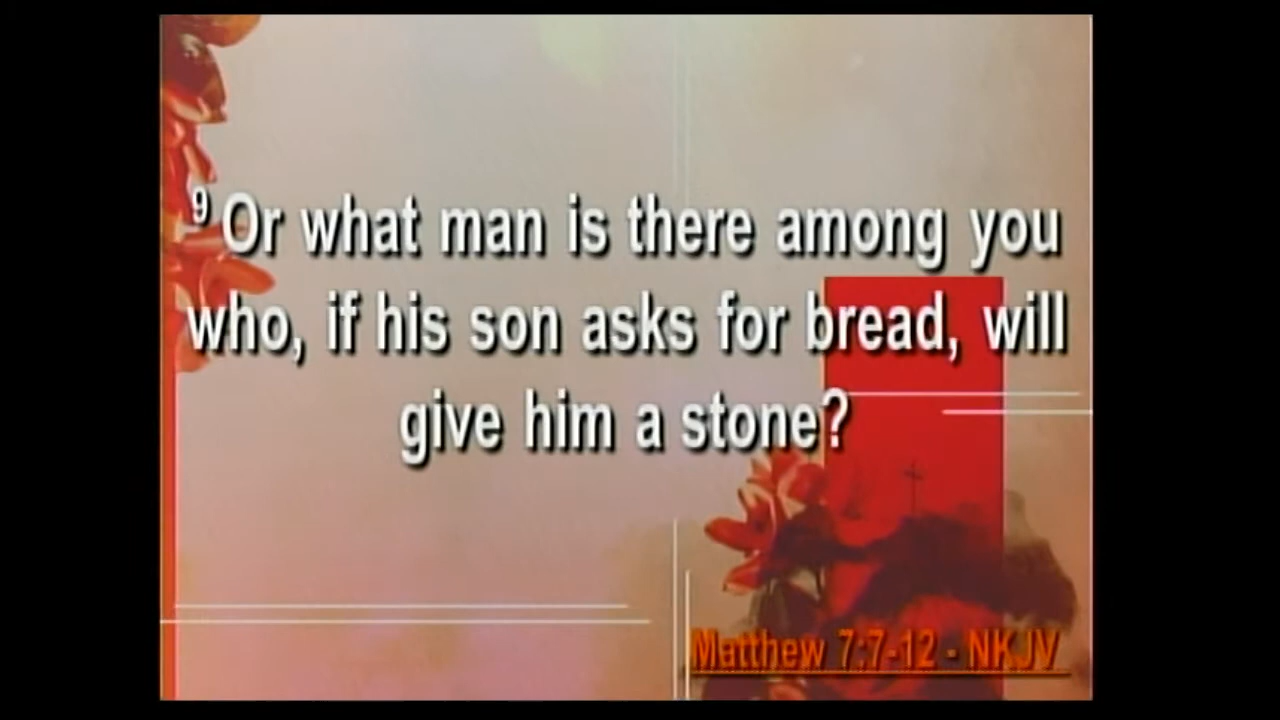 9 Or what man is there among you
who, if his son asks for bread, will
give him a stone?
Matthew 7:7-12 - NKJV